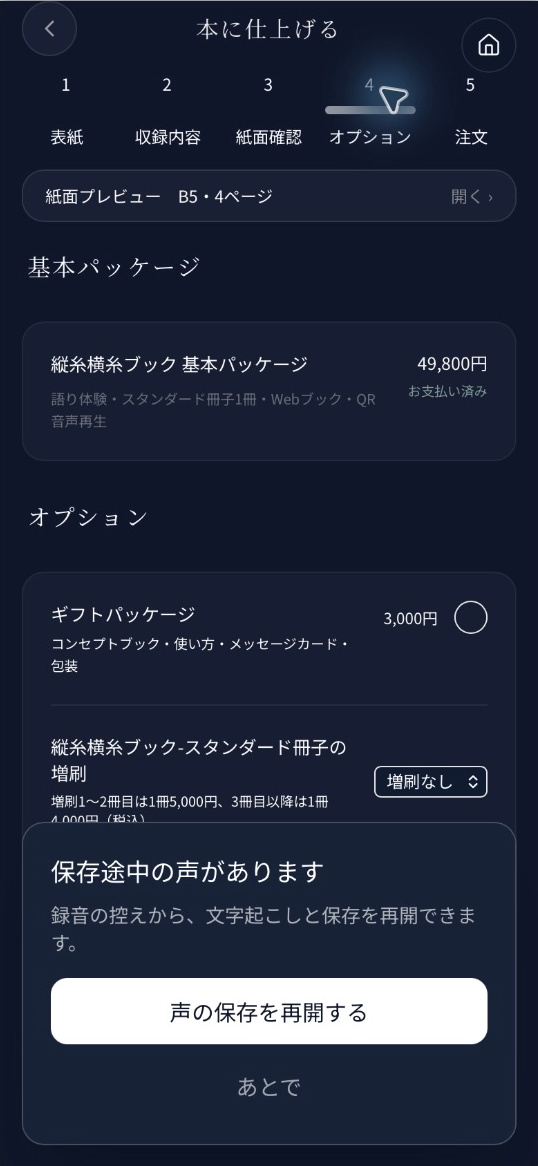 本に仕上げる
1
2
3
4
5
表紙
収録内容
紙面確認
オプション
注文
紙面プレビュー B5・4ページ
開く ›
基本パッケージ
縦糸横糸ブック 基本パッケージ
49,800円
語り体験・スタンダード冊子1冊・Webブック・QR
音声再生
お支払い済み
オプション
ギフトパッケージ
3,000円
コンセプトブック・使い方・メッセージカード・
包装
縦糸横糸ブック-スタンダード冊子の
増刷
増刷なし
増刷1〜2冊目は1冊5,000円、3冊目以降は1冊
4,000円（税込）
保存途中の声があります
録音の控えから、文字起こしと保存を再開できま
す。
声の保存を再開する
あとで